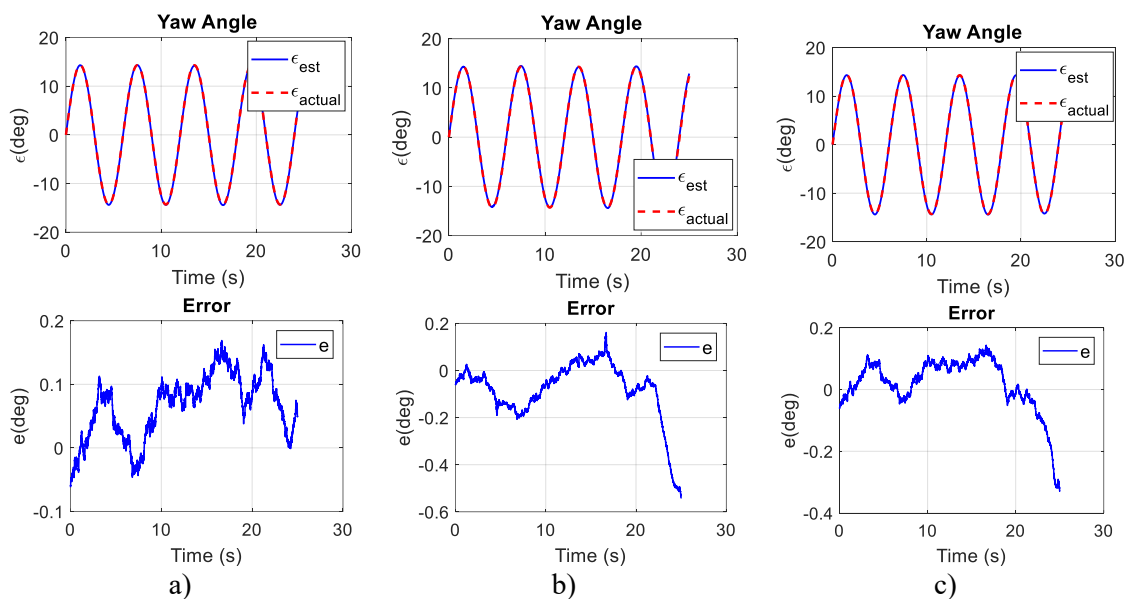 Yaw Angle
20
10
0
-10
-20
ϵ(deg)
0
10
20
30
Time (s)
ϵest
ϵactual
Yaw Angle
20
10
0
-10
-20
ϵ(deg)
0
10
20
30
Time (s)
ϵest
ϵactual
Yaw Angle
20
10
0
-10
-20
ϵ(deg)
0
10
20
30
Time (s)
ϵest
ϵactual
Error
0.2
0.1
0
-0.1
e(deg)
0
10
20
30
Time (s)
e
a)
Error
0.2
0
-0.2
-0.4
-0.6
e(deg)
0
10
20
30
Time (s)
e
b)
Error
0.2
0
-0.2
-0.4
e(deg)
0
10
20
30
Time (s)
e
c)